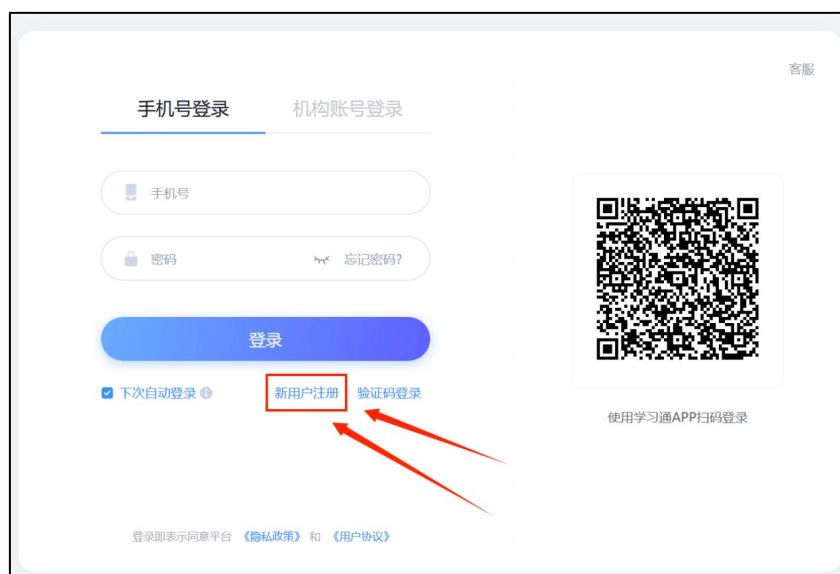 客服
手机号登录 机构账号登录
手机号
密码 忘记密码?
登录
下次自动登录 新用户注册 验证码登录
使用学习通APP扫码登录
登录即表示同意平台 《隐私政策》 和 《用户协议》